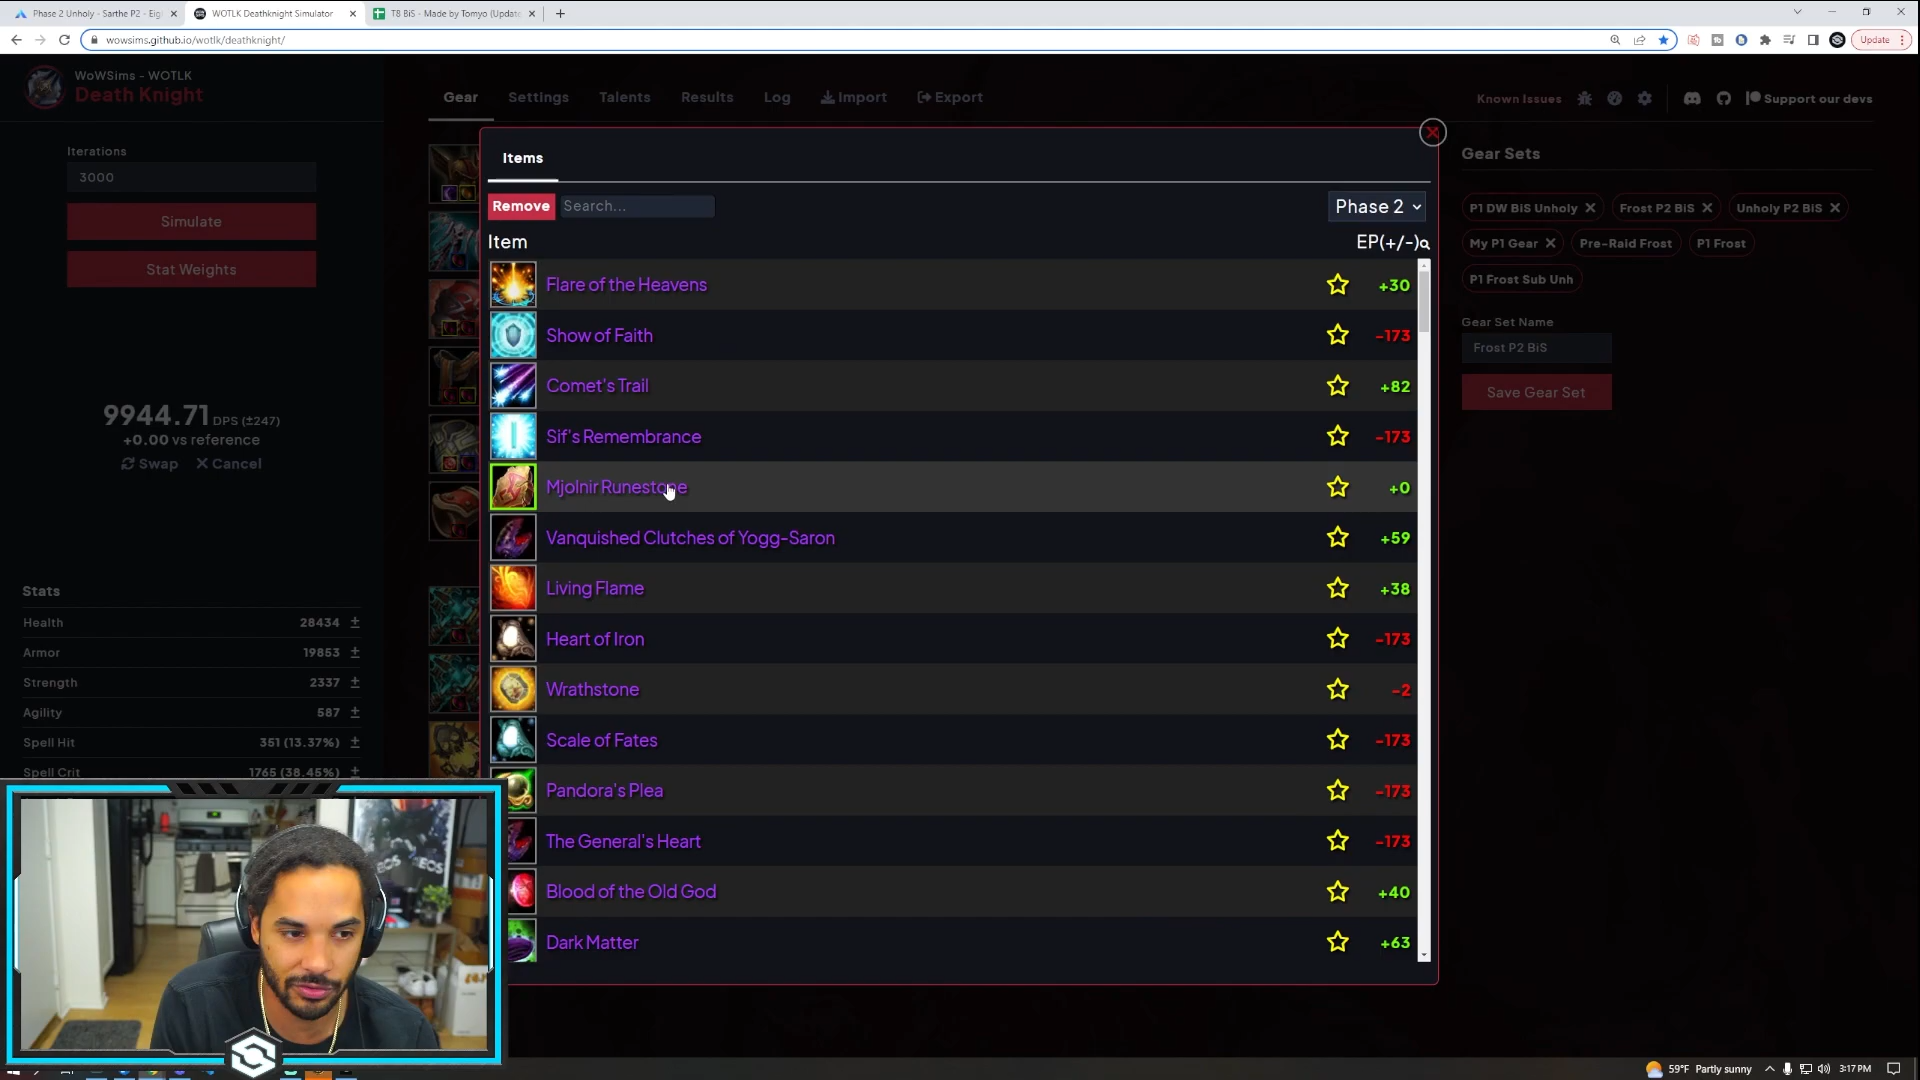 Phase 2 Unholy - Sarthe P2 - Eig
WOTLK Deathknight Simulator
T8 BiS - Made by Tomyo (Update
wowsims.github.io/wotlk/deathknight/
Update
WoWSims - WOTLK
Death Knight
Gear
Settings
Talents
Results
Log
Import
Export
Known Issues
Support our devs
Iterations
3000
Simulate
Stat Weights
9944.71 DPS (±247)
+0.00 vs reference
Swap
Cancel
Stats
Health 28434
Armor 19853
Strength 2337
Agility 587
Spell Hit 351 (13.37%)
Spell Crit 1765 (38.45%)
Items
Remove
Search...
Phase 2
Item
EP(+/-)
Flare of the Heavens +30
Show of Faith -173
Comet's Trail +82
Sif's Remembrance -173
Mjolnir Runestone +0
Vanquished Clutches of Yogg-Saron +59
Living Flame +38
Heart of Iron -173
Wrathstone -2
Scale of Fates -173
Pandora's Plea -173
The General's Heart -173
Blood of the Old God +40
Dark Matter +63
Gear Sets
P1 DW BiS Unholy
Frost P2 BiS
Unholy P2 BiS
My P1 Gear
Pre-Raid Frost
P1 Frost
P1 Frost Sub Unh
Gear Set Name
Frost P2 BiS
Save Gear Set
59°F Partly sunny
3:17 PM